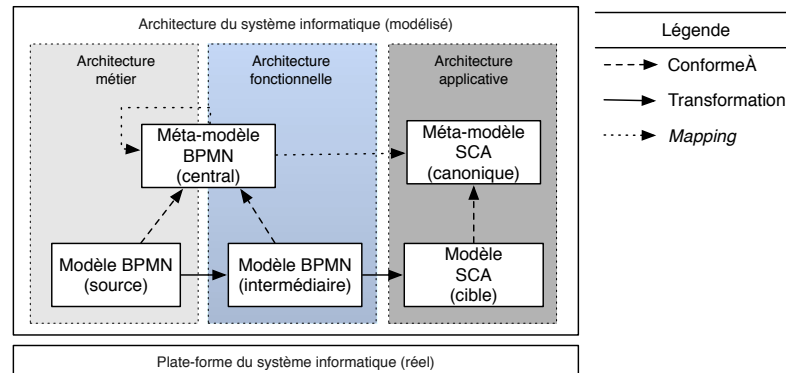 Architecture du système informatique (modélisé)
Architecture
métier
Architecture
fonctionnelle
Architecture
applicative
Méta-modèle
BPMN
(central)
Méta-modèle
SCA
(canonique)
Modèle BPMN
(source)
Modèle BPMN
(intermédiaire)
Modèle
SCA
(cible)
Plate-forme du système informatique (réel)
Légende
ConformeÀ
Transformation
Mapping